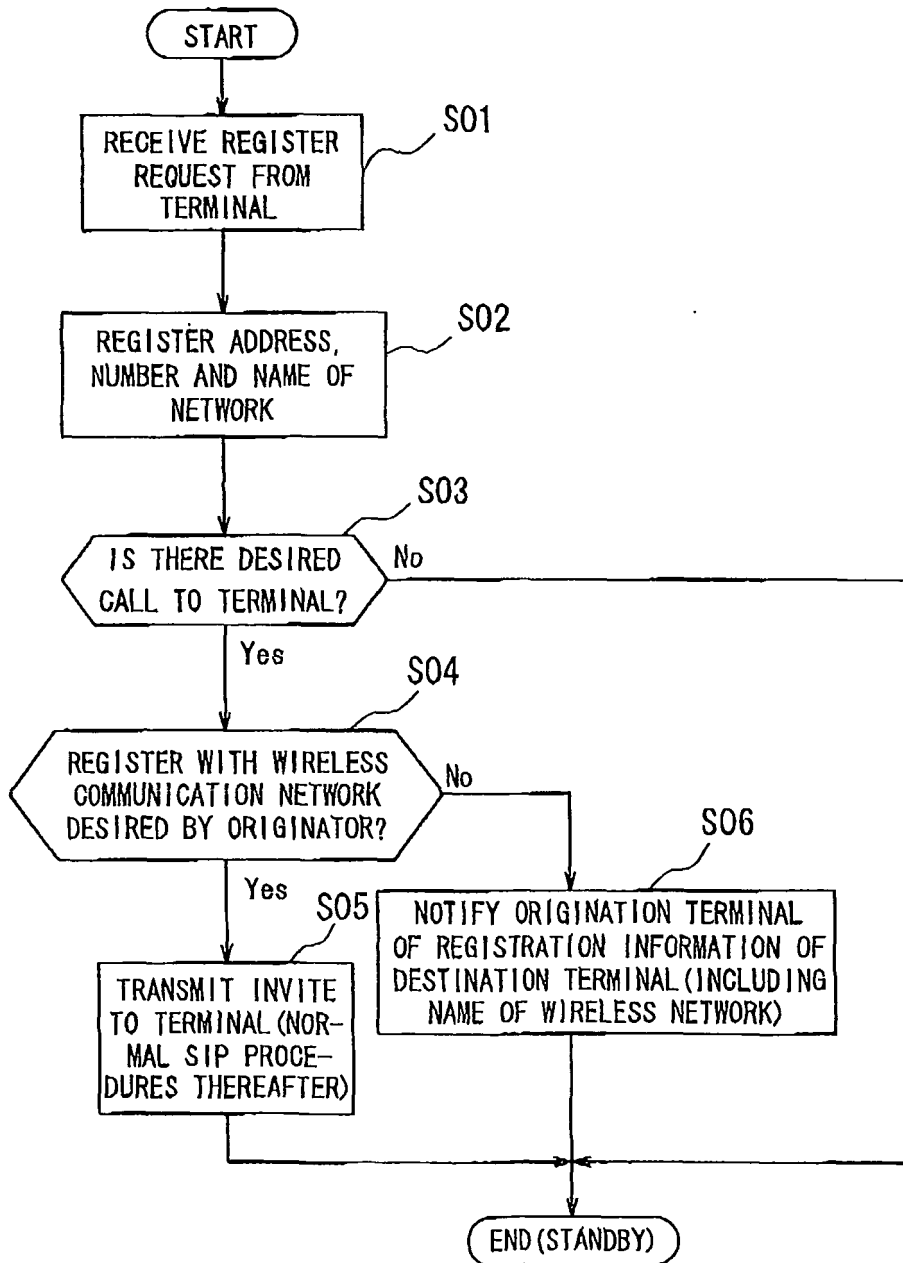 START
S01
RECEIVE REGISTER
REQUEST FROM
TERMINAL
S02
REGISTER ADDRESS,
NUMBER AND NAME OF
NETWORK
S03
IS THERE DESIRED
CALL TO TERMINAL?
No
Yes
S04
REGISTER WITH WIRELESS
COMMUNICATION NETWORK
DESIRED BY ORIGINATOR?
No
Yes
S05
TRANSMIT INVITE
TO TERMINAL(NOR-
MAL SIP PROCE-
DURES THEREAFTER)
S06
NOTIFY ORIGINATION TERMINAL
OF REGISTRATION INFORMATION OF
DESTINATION TERMINAL(INCLUDING
NAME OF WIRELESS NETWORK)
END(STANDBY)